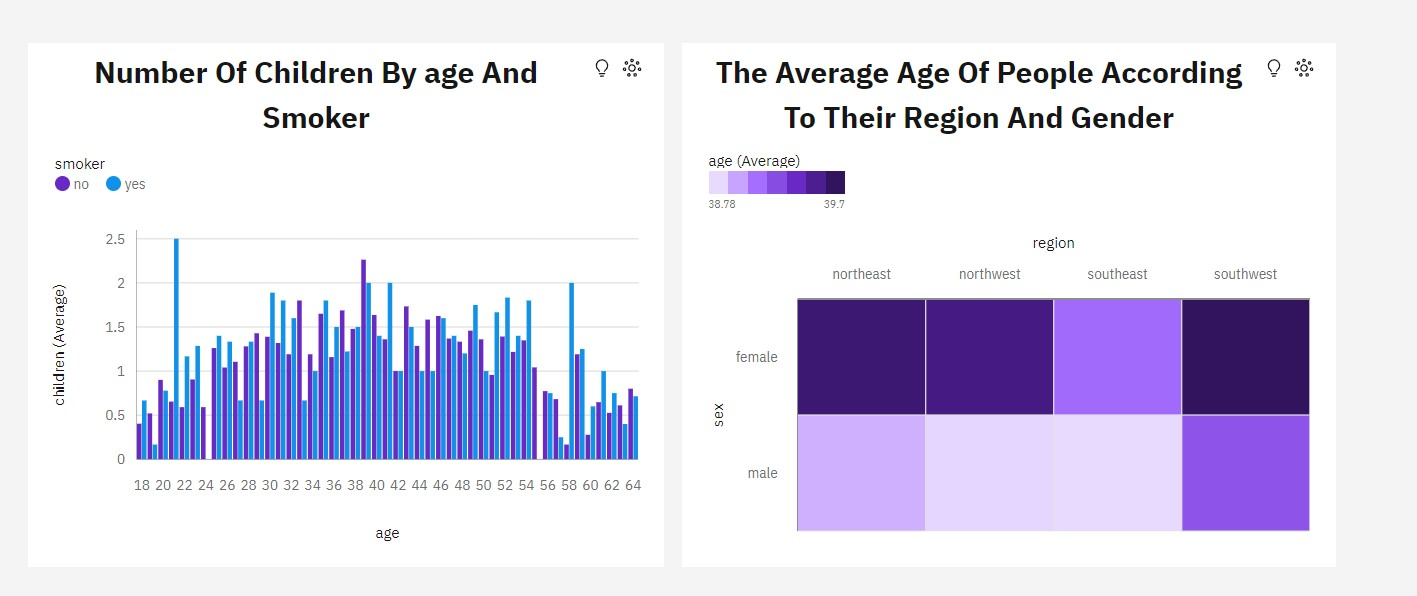 Number Of Children By age And
Smoker
smoker
no yes
2.5
2
1.5
1
0.5
0
children (Average)
18 20 22 24 26 28 30 32 34 36 38 40 42 44 46 48 50 52 54 56 58 60 62 64
age
The Average Age Of People According
To Their Region And Gender
age (Average)
38.78 39.7
region
northeast northwest southeast southwest
female
sex
male